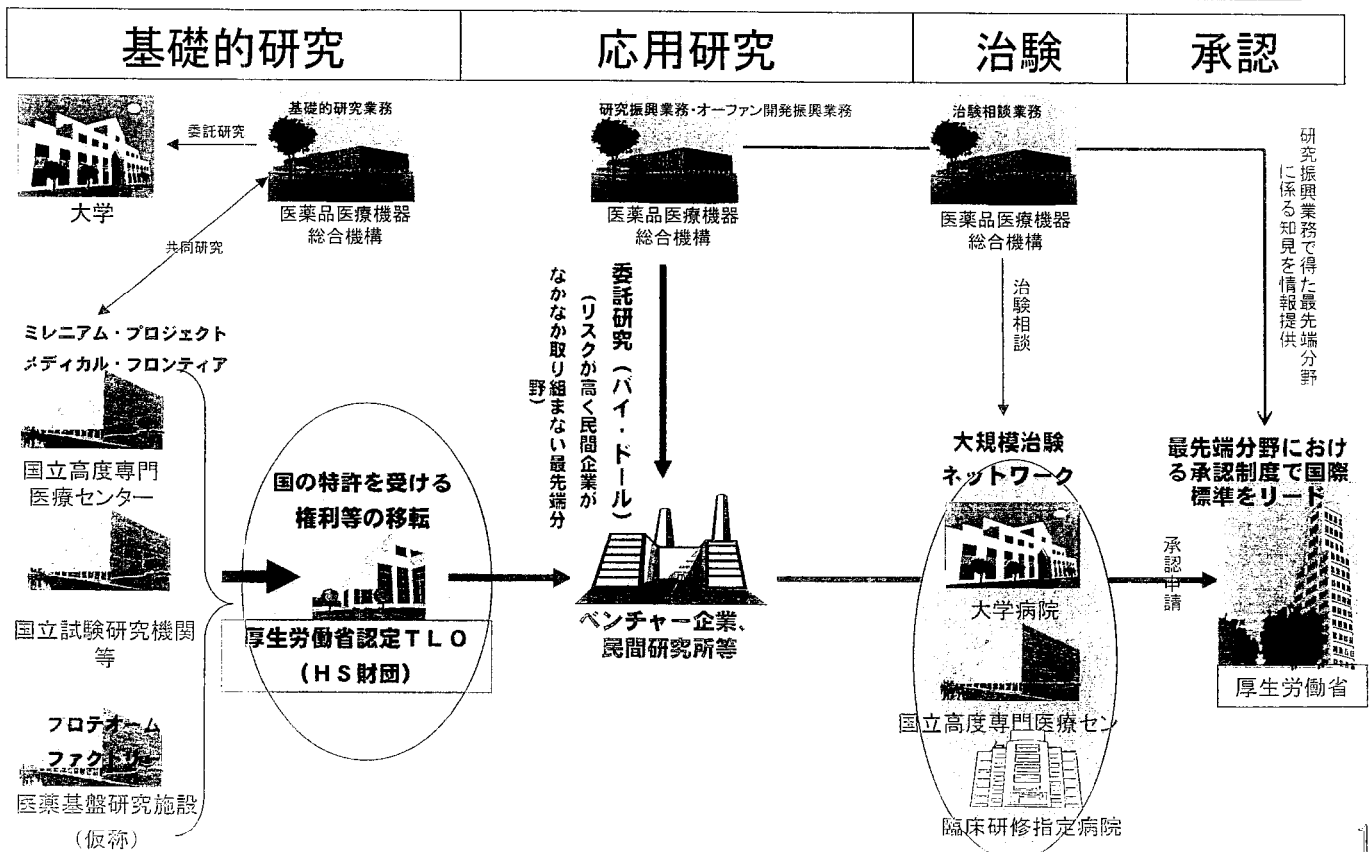 基礎的研究
応用研究
治験
承認
基礎的研究業務
委託研究
大学
医薬品医療機器
総合機構
共同研究
ミレニアム・プロジェクト
メディカル・フロンティア
国立高度専門
医療センター
国立試験研究機関
等
プロテオーム
ファクトリー
医薬基盤研究施設
(仮称)
国の特許を受ける
権利等の移転
厚生労働省認定TLO
(HS財団)
研究振興業務・オーファン開発振興業務
医薬品医療機器
総合機構
委託研究(バイ・ドール)
(リスクが高く民間企業が
なかなか取り組まない最先端分
野)
ベンチャー企業、
民間研究所等
治験相談業務
医薬品医療機器
総合機構
治験相談
大規模治験
ネットワーク
大学病院
国立高度専門医療セン
臨床研修指定病院
研究振興業務で得た最先端分野
に係る知見を情報提供
最先端分野におけ
る承認制度で国際
標準をリード
承認申請
厚生労働省